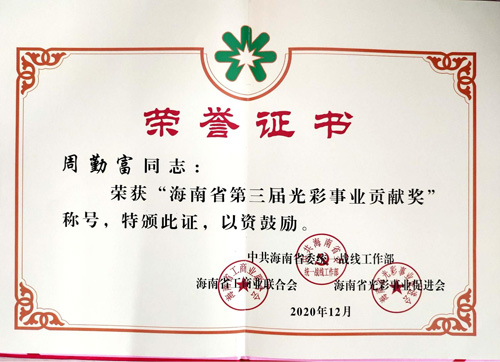 荣誉证书
周勤富同志：
荣获“海南省第三届光彩事业贡献奖”
称号，特颁此证，以资鼓励。
中共海南省委统一战线工作部
海南省工商业联合会 海南省光彩事业促进会
2020年12月